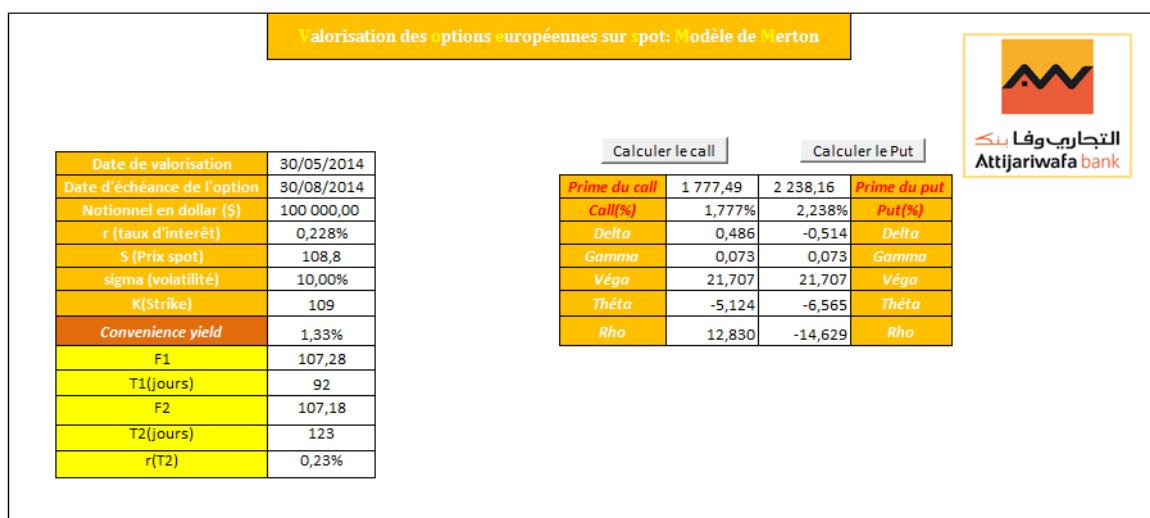 Valorisation des options européennes sur spot: Modèle de Merton
التجاري وفا بنك
Attijariwafa bank
Calculer le call Calculer le Put
Date de valorisation 30/05/2014
Date d'échéance de l'option 30/08/2014
Notionnel en dollar ($) 100 000,00
r (taux d'interêt) 0,228%
S (Prix spot) 108,8
sigma (volatilité) 10,00%
K(Strike) 109
Convenience yield 1,33%
F1 107,28
T1(jours) 92
F2 107,18
T2(jours) 123
r(T2) 0,23%
Prime du call 1 777,49 2 238,16 Prime du put
Call(%) 1,777% 2,238% Put(%)
Delta 0,486 -0,514 Delta
Gamma 0,073 0,073 Gamma
Véga 21,707 21,707 Véga
Théta -5,124 -6,565 Théta
Rho 12,830 -14,629 Rho